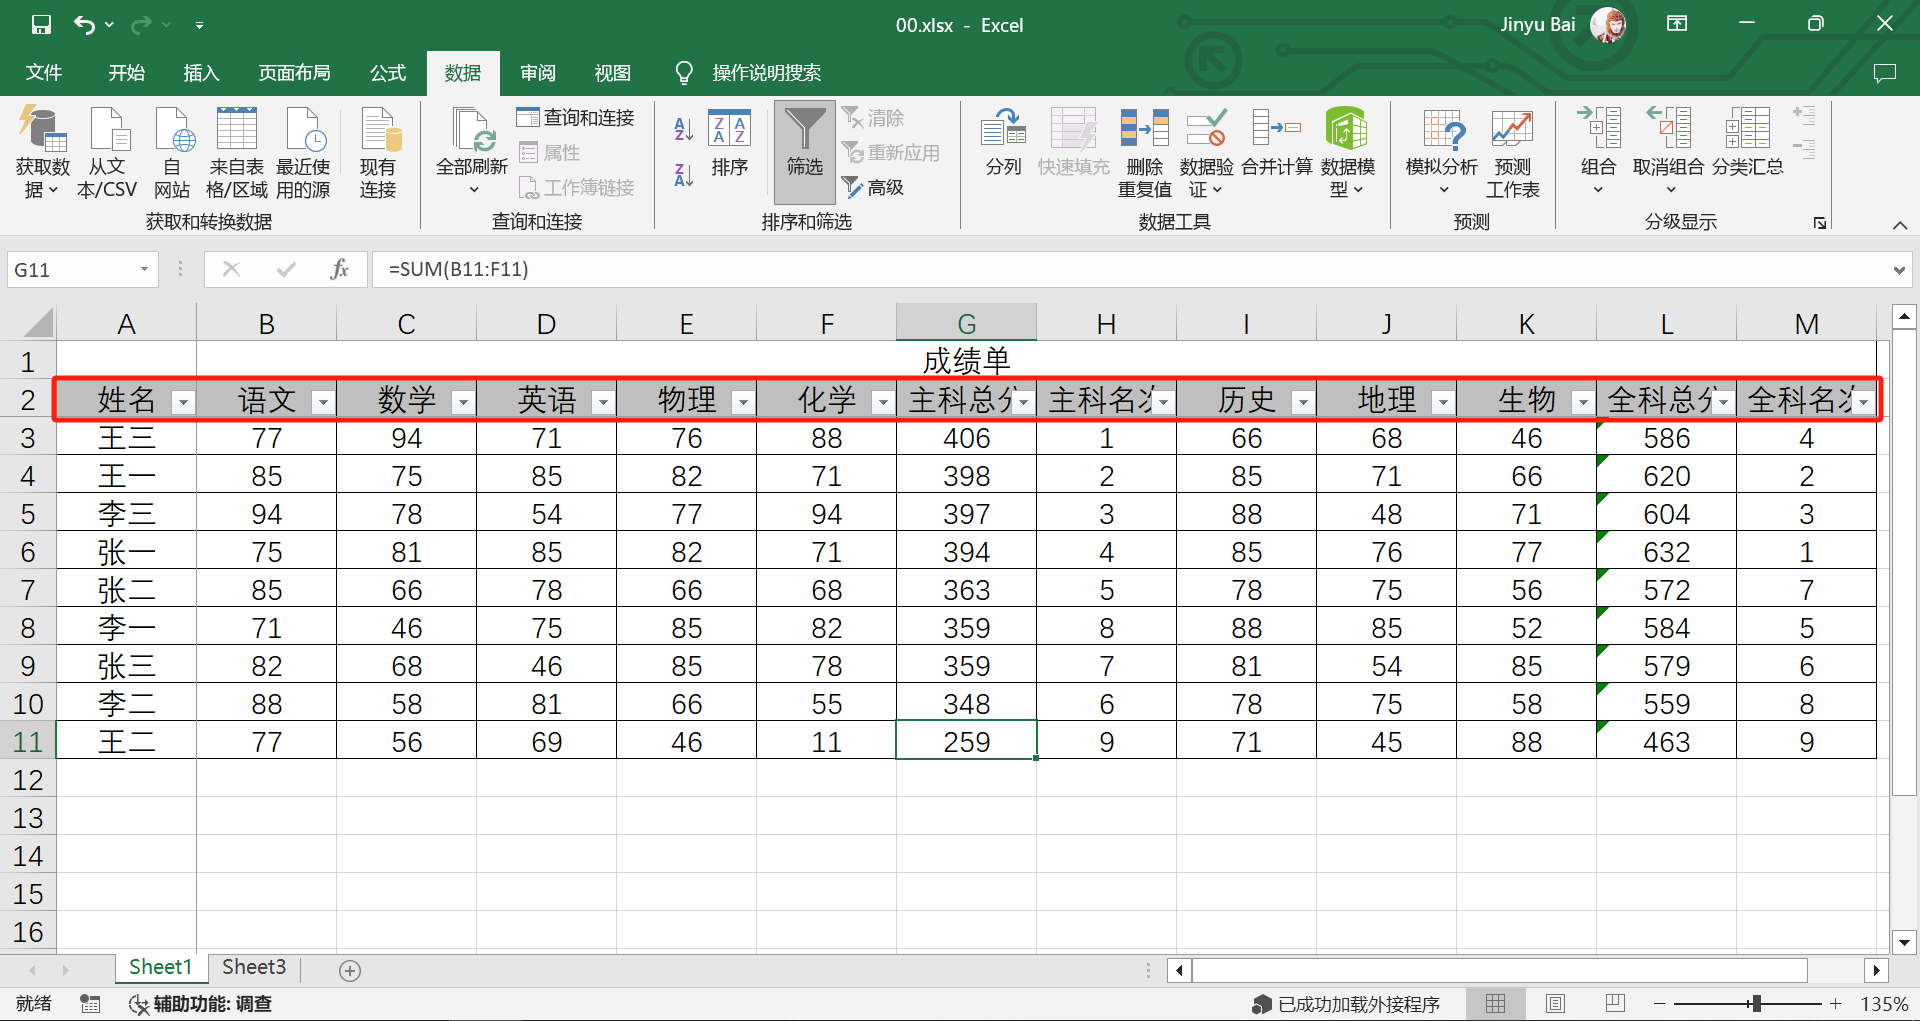 00.xlsx - Excel
Jinyu Bai
文件 开始 插入 页面布局 公式 数据 审阅 视图 操作说明搜索
获取数据 从文本/CSV 自网站 来自表格/区域 最近使用的源 现有连接
获取和转换数据
全部刷新 查询和连接 属性 工作簿链接
查询和连接
排序 筛选 清除 重新应用 高级
排序和筛选
分列 快速填充 删除重复值 数据验证 合并计算 数据模型
数据工具
模拟分析 预测工作表
预测
组合 取消组合 分类汇总
分级显示
G11 fx =SUM(B11:F11)
A B C D E F G H I J K L M
1 成绩单
2 姓名 语文 数学 英语 物理 化学 主科总分 主科名次 历史 地理 生物 全科总分 全科名次
3 王三 77 94 71 76 88 406 1 66 68 46 586 4
4 王一 85 75 85 82 71 398 2 85 71 66 620 2
5 李三 94 78 54 77 94 397 3 88 48 71 604 3
6 张一 75 81 85 82 71 394 4 85 76 77 632 1
7 张二 85 66 78 66 68 363 5 78 75 56 572 7
8 李一 71 46 75 85 82 359 8 88 85 52 584 5
9 张三 82 68 46 85 78 359 7 81 54 85 579 6
10 李二 88 58 81 66 55 348 6 78 75 58 559 8
11 王二 77 56 69 46 11 259 9 71 45 88 463 9
12
13
14
15
16
Sheet1 Sheet3
就绪 辅助功能: 调查 已成功加载外接程序 135%